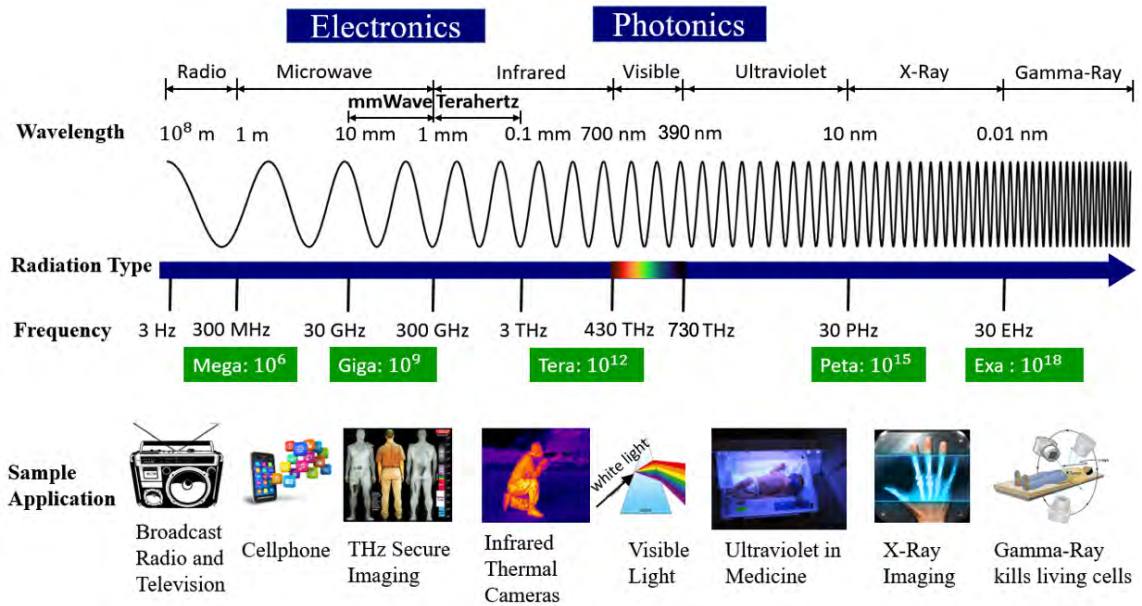 Electronics Photonics
Radio Microwave Infrared Visible Ultraviolet X-Ray Gamma-Ray
mmWave Terahertz
Wavelength 10⁸ m 1 m 10 mm 1 mm 0.1 mm 700 nm 390 nm 10 nm 0.01 nm
Radiation Type
Frequency 3 Hz 300 MHz 30 GHz 300 GHz 3 THz 430 THz 730 THz 30 PHz 30 EHz
Mega: 10⁶ Giga: 10⁹ Tera: 10¹² Peta: 10¹⁵ Exa : 10¹⁸
Sample
Application
white light
Broadcast
Radio and
Television
Cellphone
THz Secure
Imaging
Infrared
Thermal
Cameras
Visible
Light
Ultraviolet in
Medicine
X-Ray
Imaging
Gamma-Ray
kills living cells